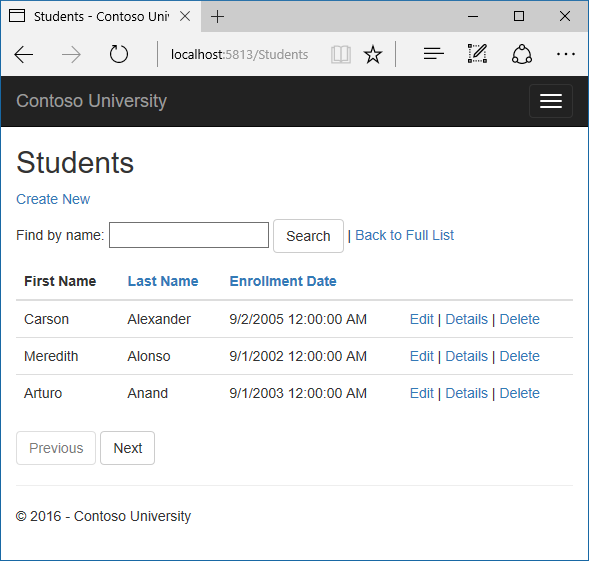 Students - Contoso Uni
localhost:5813/Students
Contoso University
Students
Create New
Find by name: Search | Back to Full List
First Name Last Name Enrollment Date
Carson Alexander 9/2/2005 12:00:00 AM Edit | Details | Delete
Meredith Alonso 9/1/2002 12:00:00 AM Edit | Details | Delete
Arturo Anand 9/1/2003 12:00:00 AM Edit | Details | Delete
Previous Next
© 2016 - Contoso University